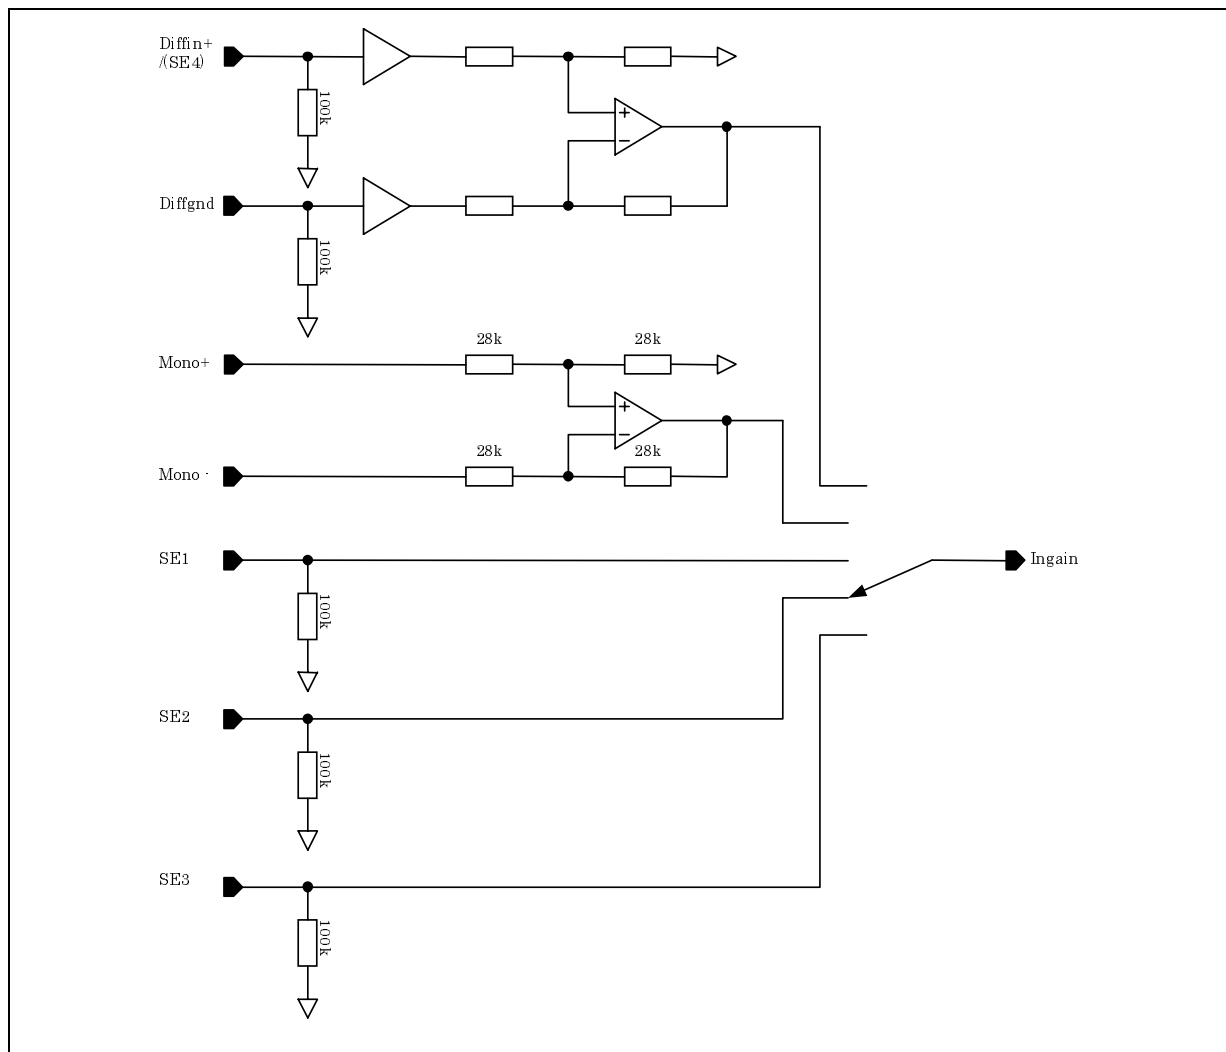 Diffin+
/(SE4)
100k
+
−
Diffgnd
100k
28k 28k
Mono+
+
−
28k 28k
Mono -
SE1
Ingain
100k
SE2
100k
SE3
100k